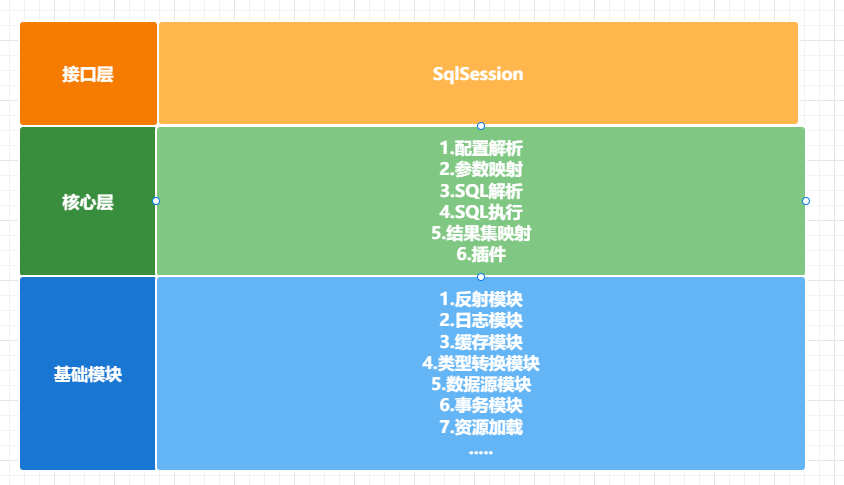 接口层
SqlSession
核心层
1.配置解析
2.参数映射
3.SQL解析
4.SQL执行
5.结果集映射
6.插件
基础模块
1.反射模块
2.日志模块
3.缓存模块
4.类型转换模块
5.数据源模块
6.事务模块
7.资源加载
.....